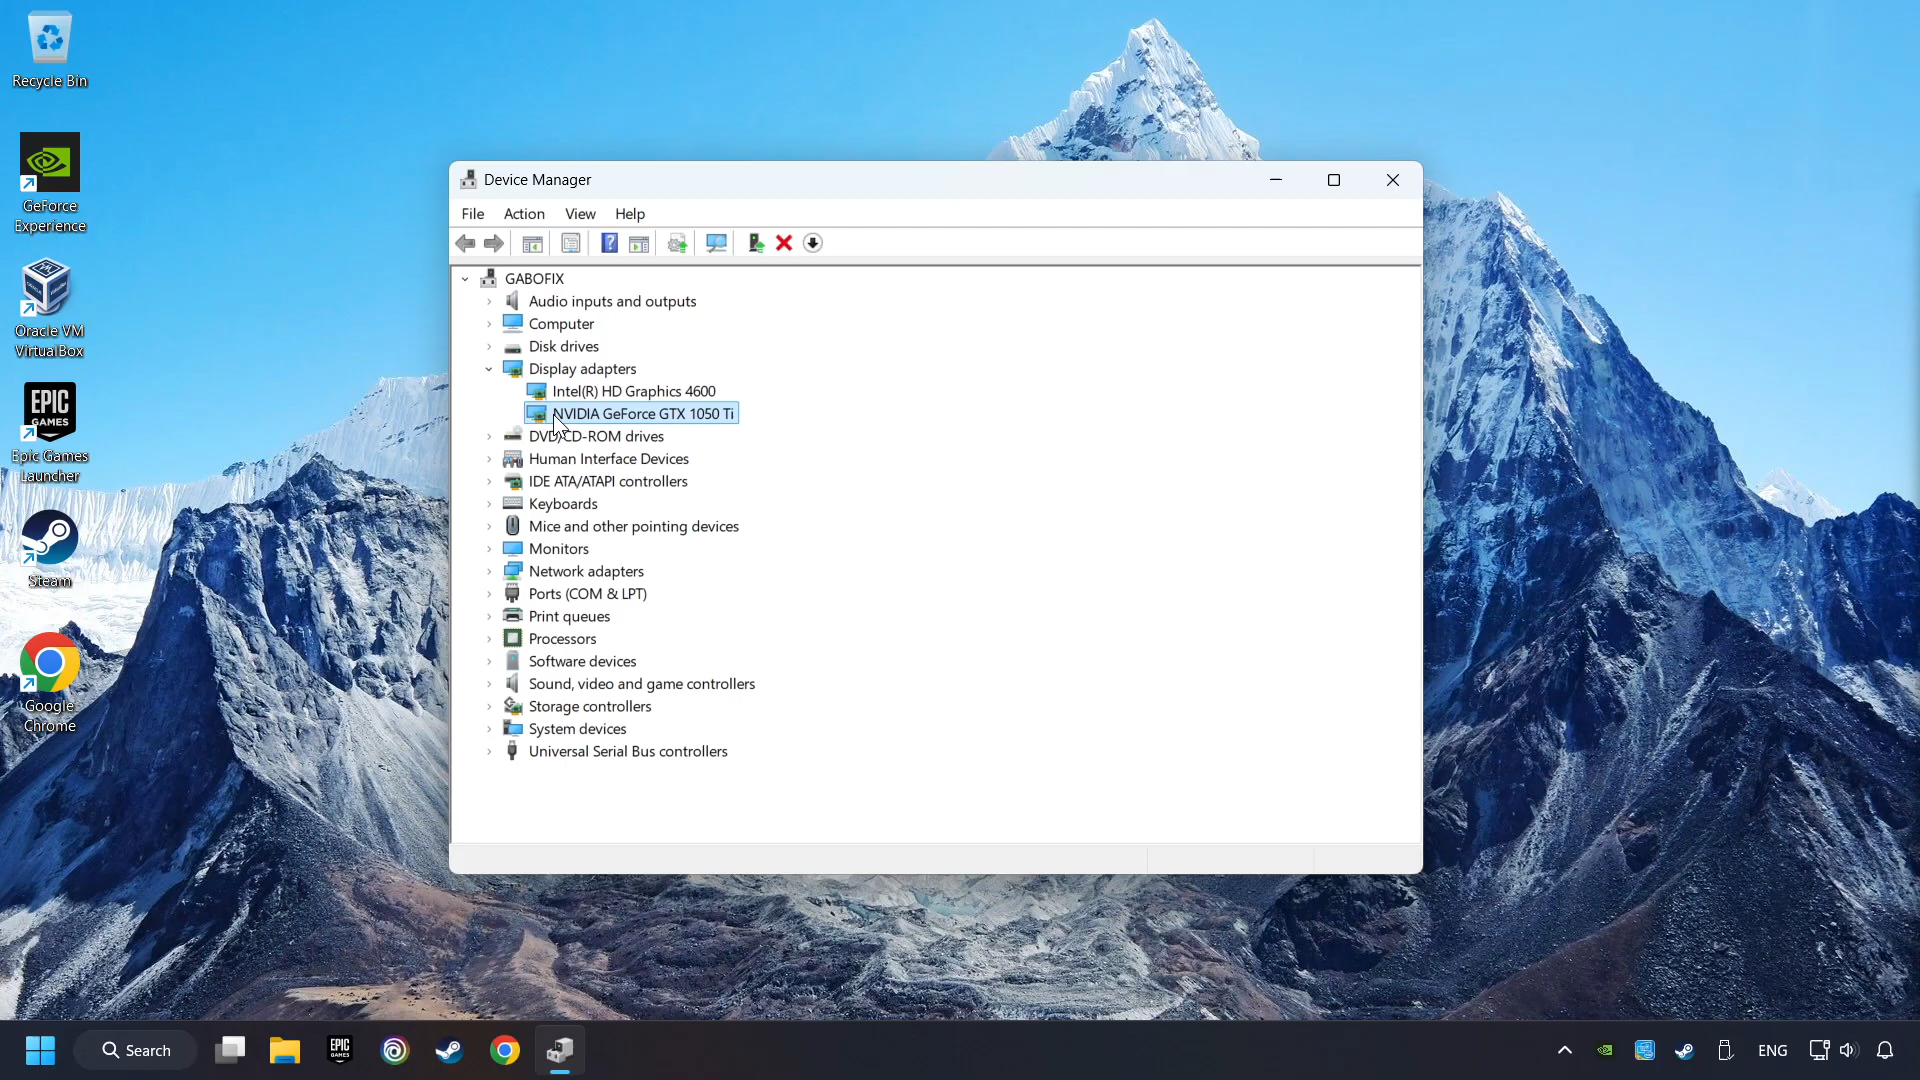 Recycle Bin
GeForce
Experience
Oracle VM
VirtualBox
EPIC
GAMES
Epic Games
Launcher
Steam
Google
Chrome
Device Manager
File Action View Help
GABOFIX
Audio inputs and outputs
Computer
Disk drives
Display adapters
Intel(R) HD Graphics 4600
NVIDIA GeForce GTX 1050 Ti
DVD/CD-ROM drives
Human Interface Devices
IDE ATA/ATAPI controllers
Keyboards
Mice and other pointing devices
Monitors
Network adapters
Ports (COM & LPT)
Print queues
Processors
Software devices
Sound, video and game controllers
Storage controllers
System devices
Universal Serial Bus controllers
Search
EPIC
GAMES
ENG